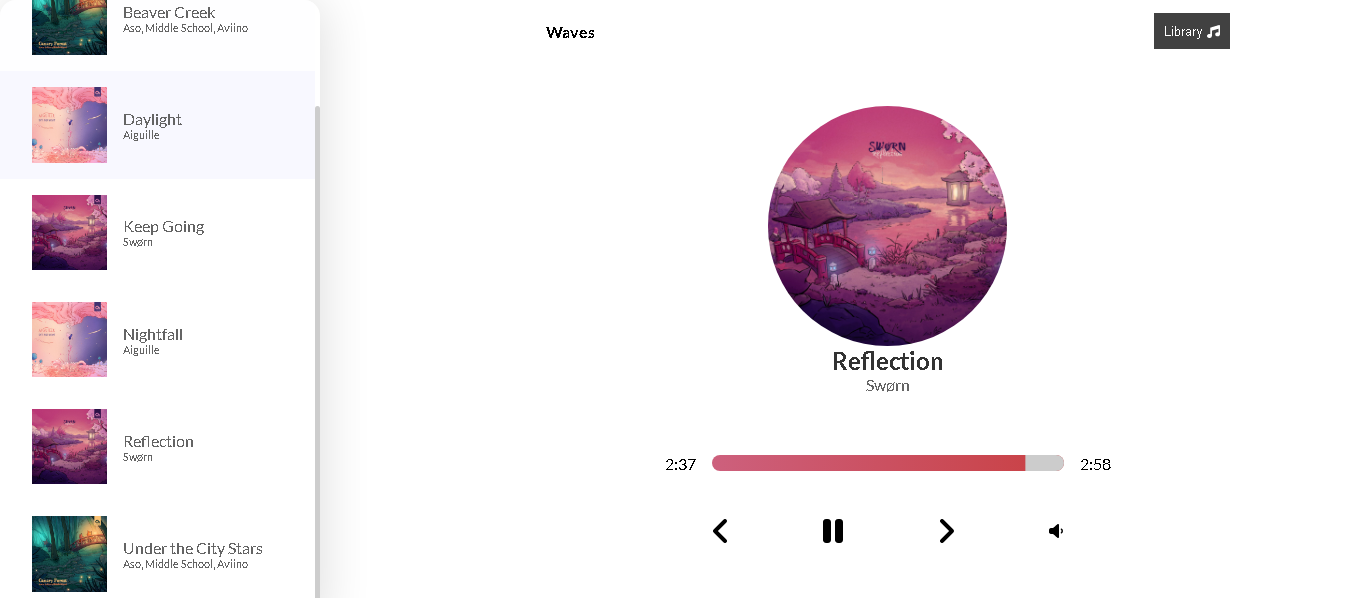 Beaver Creek
Aso, Middle School, Aviino
Daylight
Aiguille
Keep Going
Swørn
Nightfall
Aiguille
Reflection
Swørn
Under the City Stars
Aso, Middle School, Aviino
Waves
Library
SWØRN
Reflection
Swørn
2:37
2:58